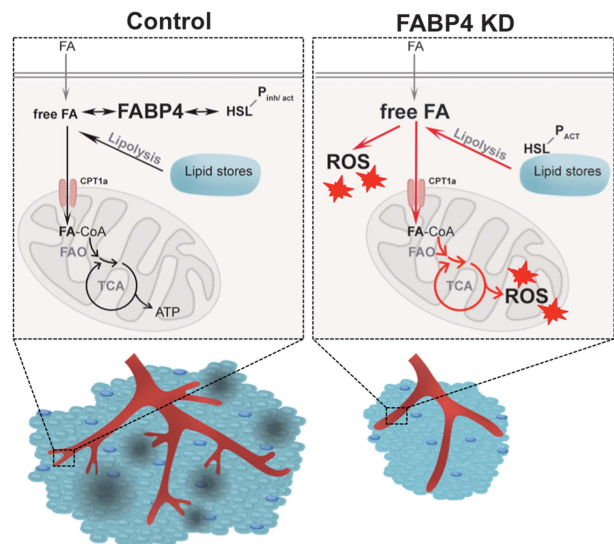 Control
FA
free FA
FABP4
HSL
P inh/ act
Lipolysis
Lipid stores
CPT1a
FA-CoA
FAO
TCA
ATP
FABP4 KD
FA
free FA
Lipolysis
HSL
P ACT
Lipid stores
ROS
CPT1a
FA-CoA
FAO
TCA
ROS